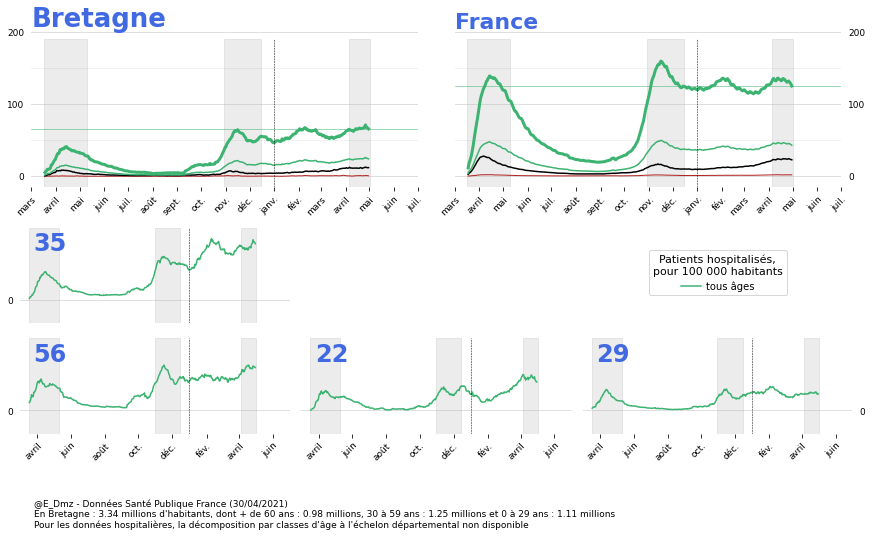 Bretagne
France
200
200
100
100
0
0
mars avril mai juin juil. août sept. oct. nov. déc. janv. fév. mars avril mai juin juil.
mars avril mai juin juil. août sept. oct. nov. déc. janv. fév. mars avril mai juin juil.
35
0
Patients hospitalisés,
pour 100 000 habitants
tous âges
56
22
29
0
0
avril juin août oct. déc. fév. avril juin
avril juin août oct. déc. fév. avril juin
avril juin août oct. déc. fév. avril juin
@E_Dmz - Données Santé Publique France (30/04/2021)
En Bretagne : 3.34 millions d'habitants, dont + de 60 ans : 0.98 millions, 30 à 59 ans : 1.25 millions et 0 à 29 ans : 1.11 millions
Pour les données hospitalières, la décomposition par classes d'âge à l'échelon départemental non disponible